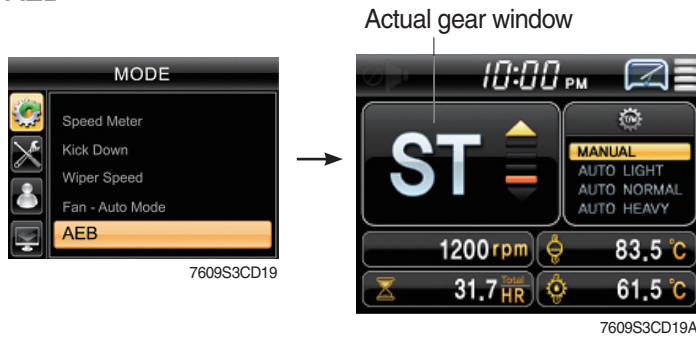 Actual gear window
MODE
Speed Meter
Kick Down
Wiper Speed
Fan - Auto Mode
AEB
7609S3CD19
10:00 PM
ST
T/M
MANUAL
AUTO LIGHT
AUTO NORMAL
AUTO HEAVY
1200 rpm
83.5 °C
31.7 Total HR
61.5 °C
7609S3CD19A